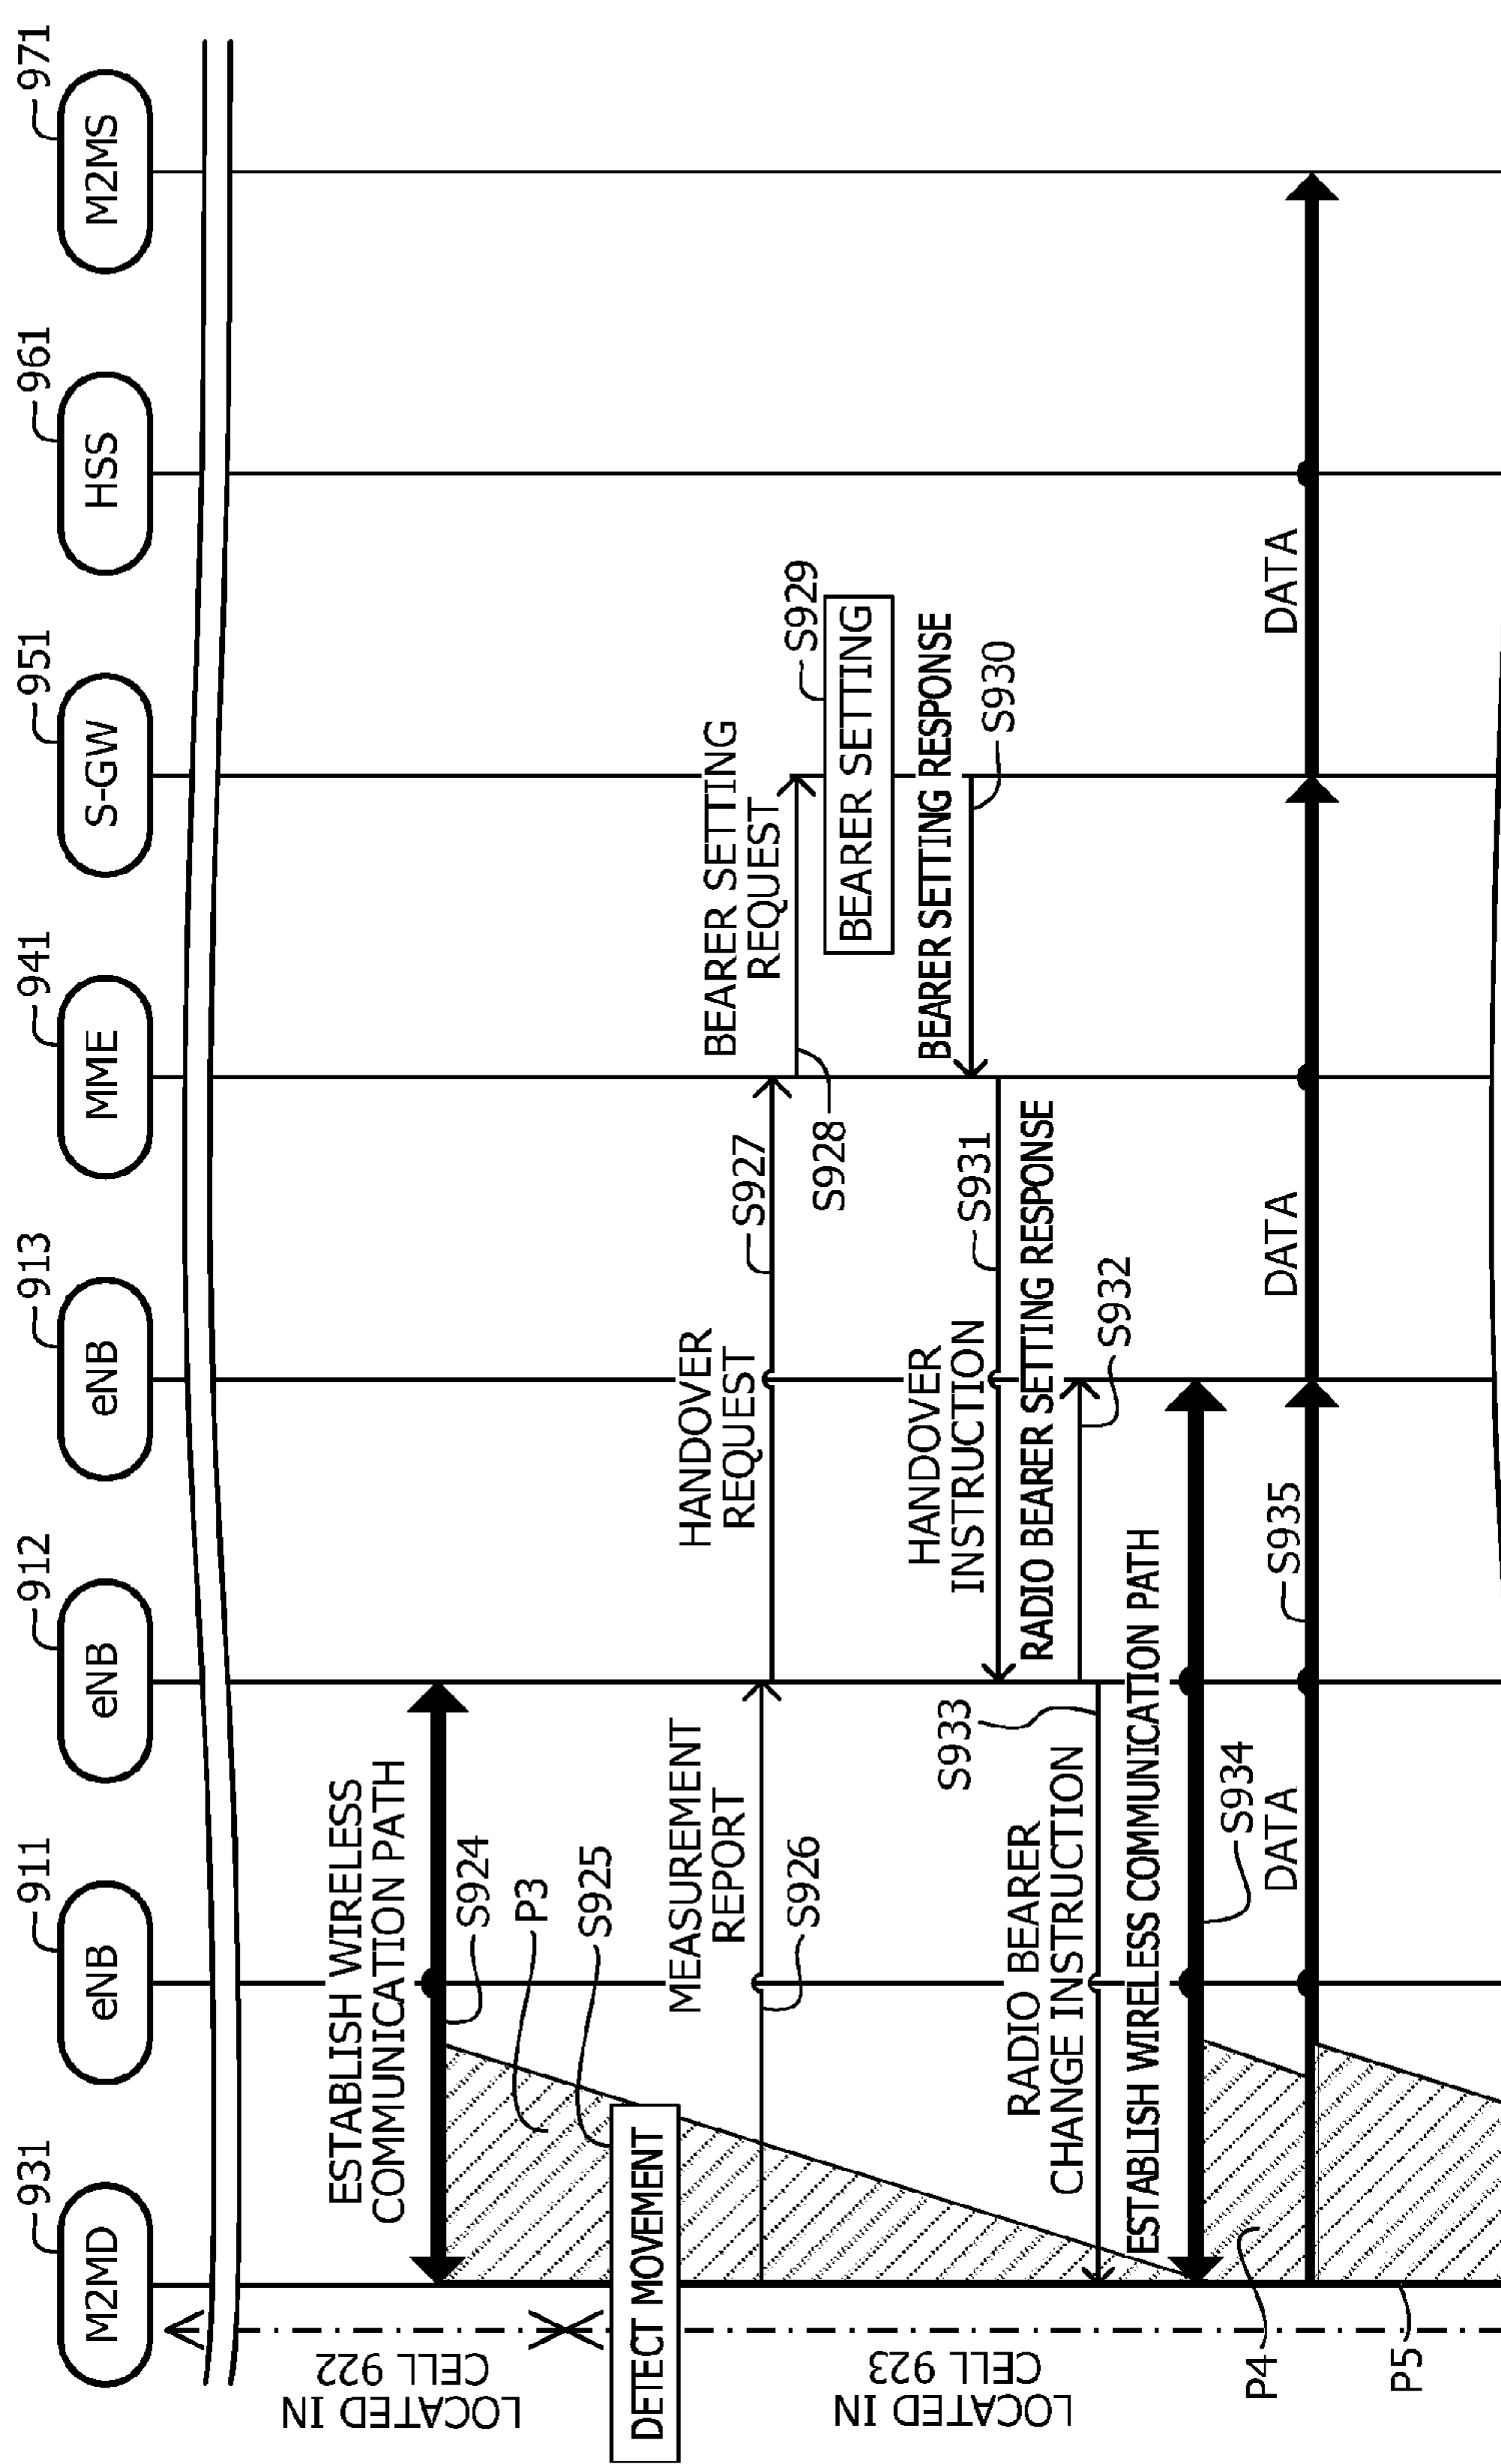 M2MD
931
eNB
911
eNB
912
eNB
913
MME
941
S-GW
951
HSS
961
M2MS
971
LOCATED IN
CELL 922
ESTABLISH WIRELESS
COMMUNICATION PATH
S924
P3
S925
DETECT MOVEMENT
LOCATED IN
CELL 923
MEASUREMENT
REPORT
S926
HANDOVER
REQUEST
S927
BEARER SETTING
REQUEST
S928
S929
BEARER SETTING
BEARER SETTING RESPONSE
S930
HANDOVER
INSTRUCTION
S931
RADIO BEARER SETTING RESPONSE
S932
S933
RADIO BEARER
CHANGE INSTRUCTION
ESTABLISH WIRELESS COMMUNICATION PATH
S934
P4
DATA
S935
DATA
DATA
P5